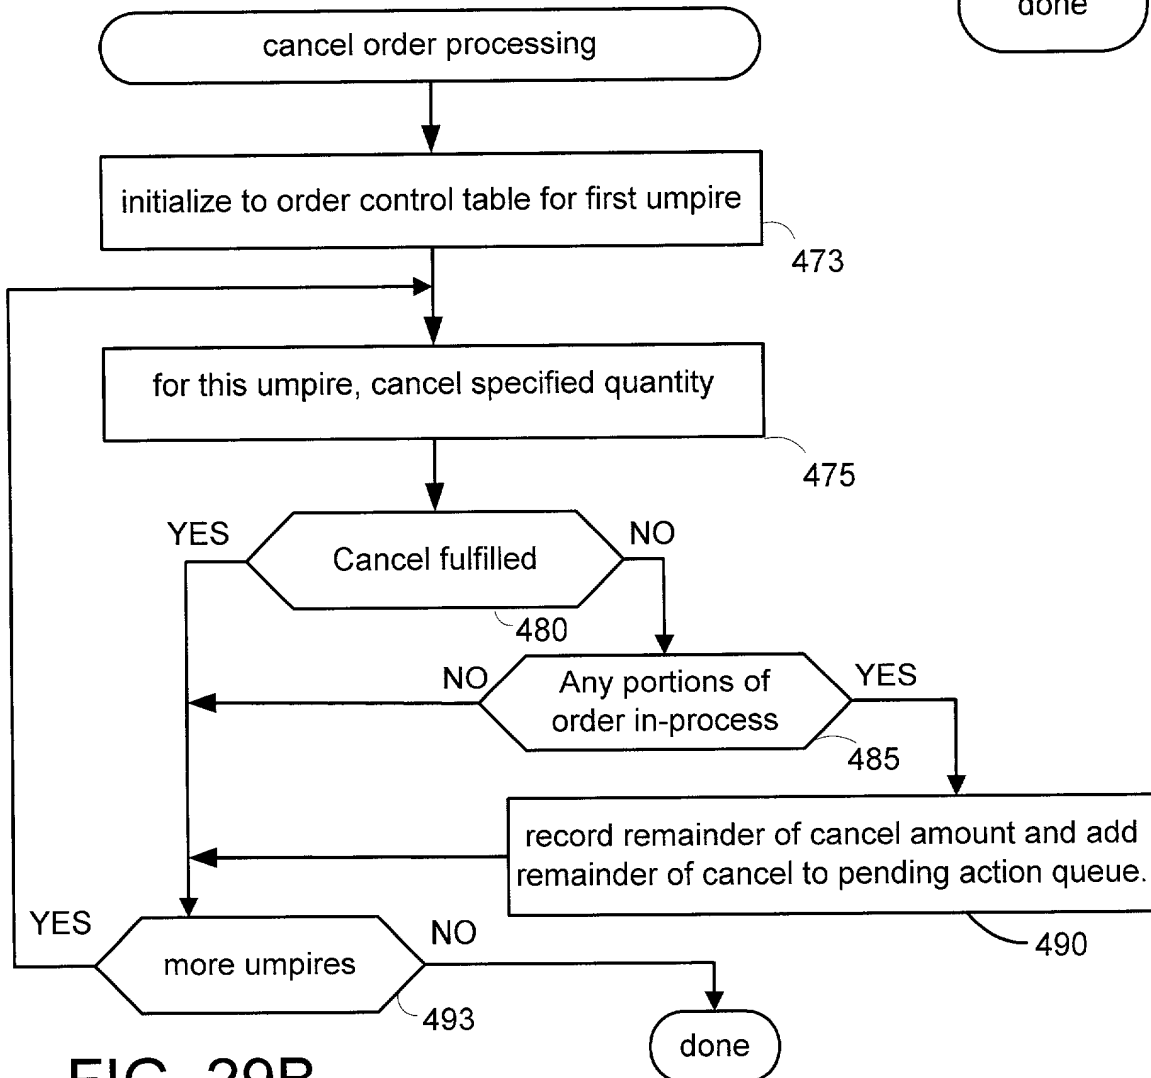 done
cancel order processing
initialize to order control table for first umpire
473
for this umpire, cancel specified quantity
475
YES
NO
Cancel fulfilled
480
NO
YES
Any portions of
order in-process
485
record remainder of cancel amount and add
remainder of cancel to pending action queue.
490
YES
NO
more umpires
493
done
FIG. 29B